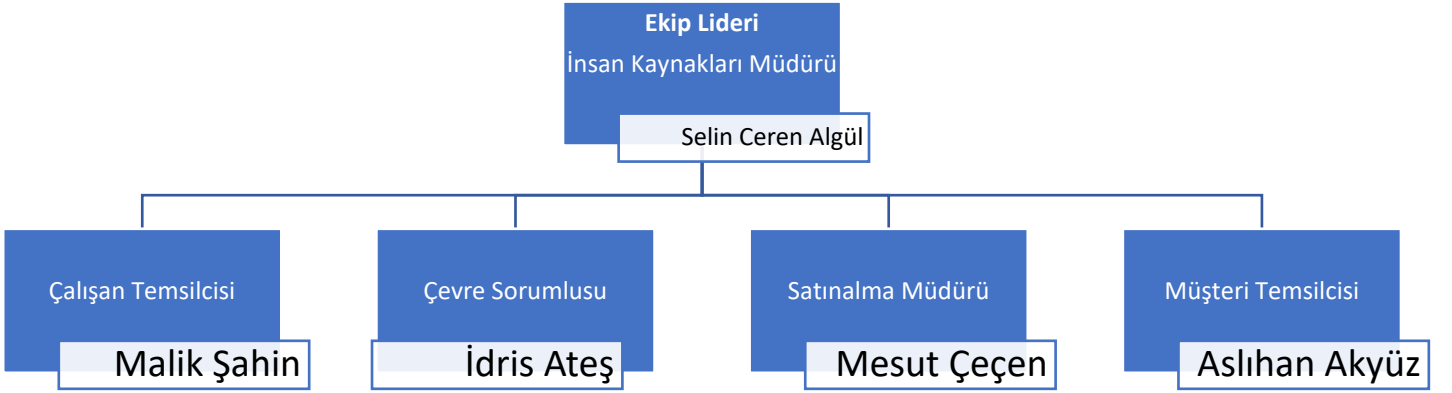 Ekip Lideri
İnsan Kaynakları Müdürü
Selin Ceren Algül
Çalışan Temsilcisi
Malik Şahin
Çevre Sorumlusu
İdris Ateş
Satınalma Müdürü
Mesut Çeçen
Müşteri Temsilcisi
Aslıhan Akyüz